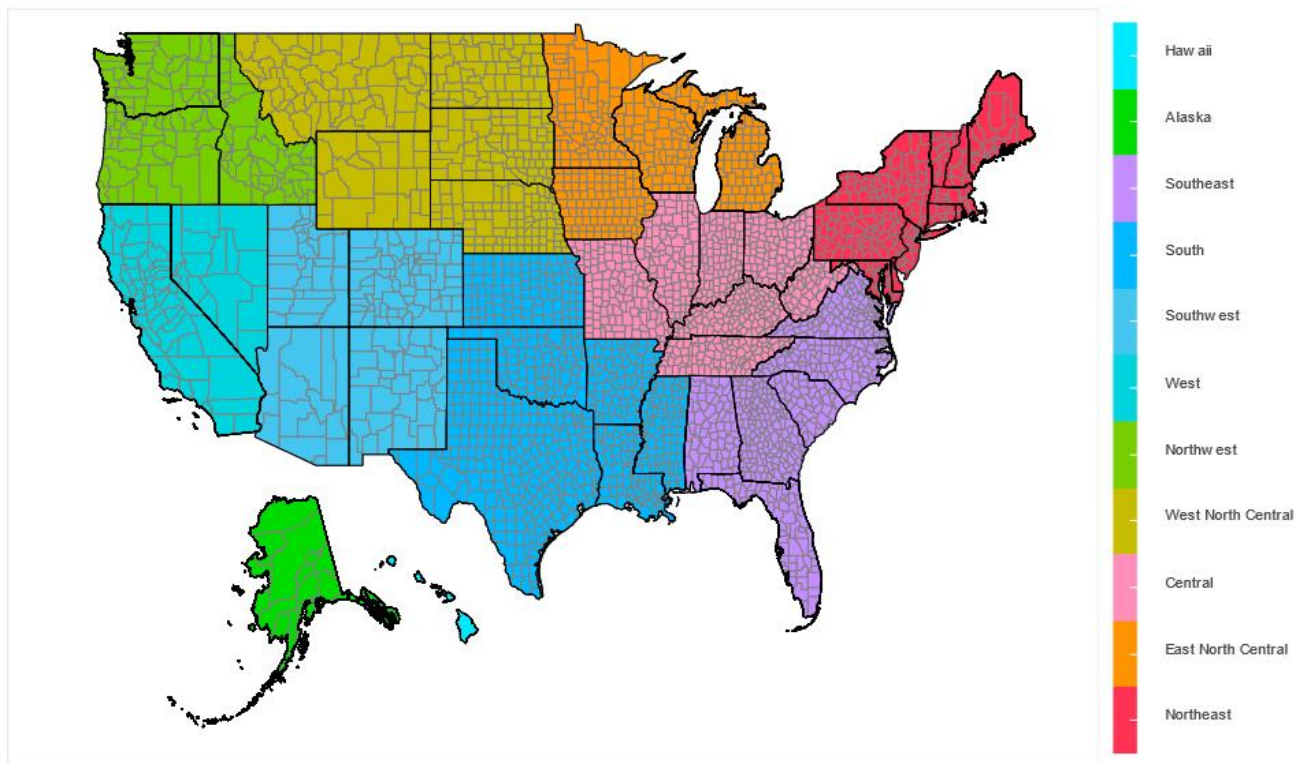 Haw aii
Alaska
Southeast
South
Southw est
West
Northw est
West North Central
Central
East North Central
Northeast